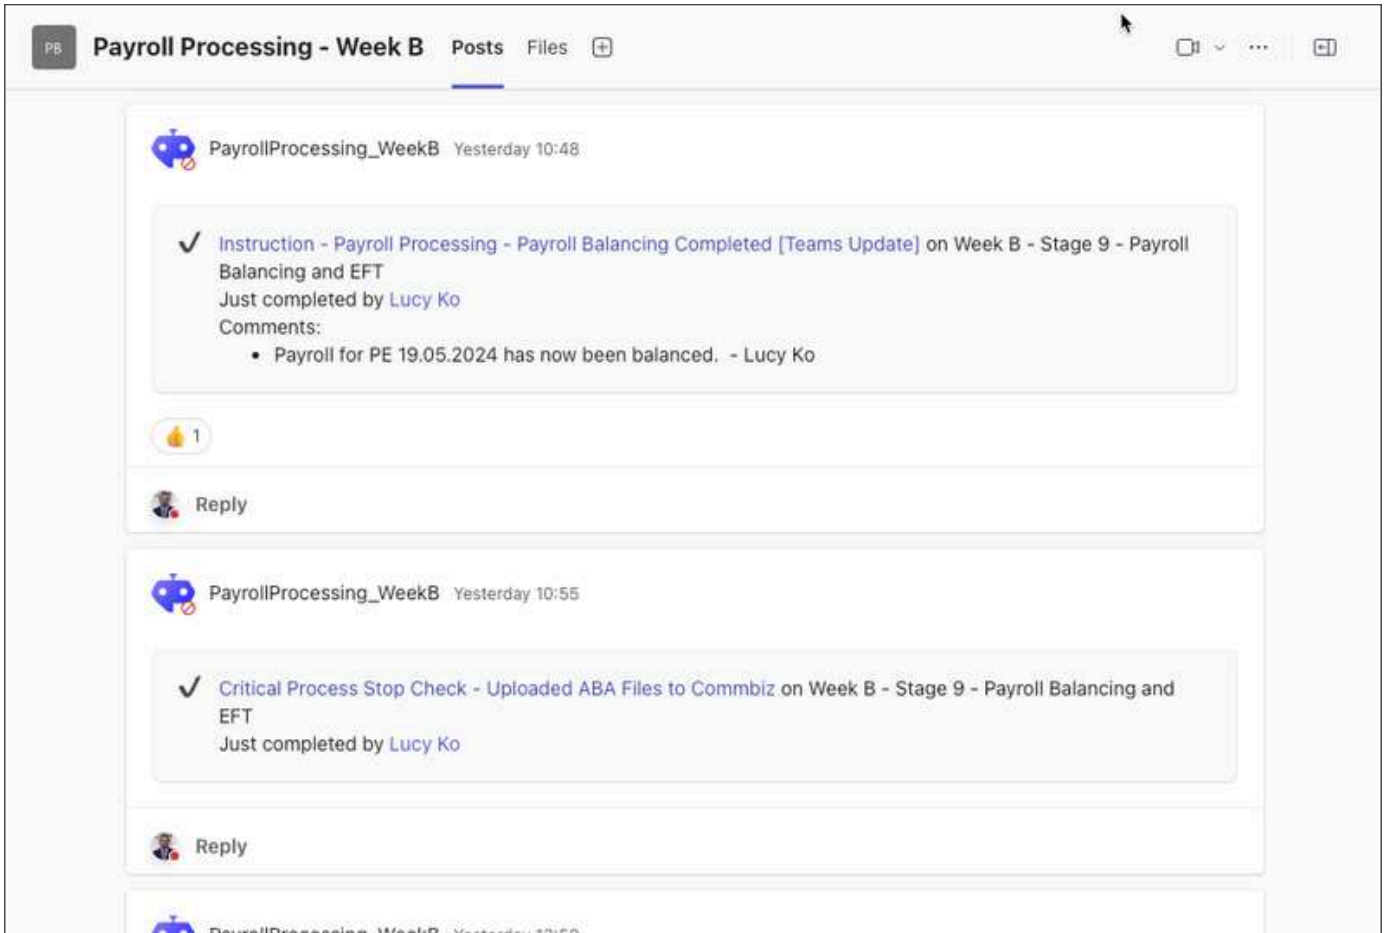 PB
Payroll Processing - Week B Posts Files
PayrollProcessing_WeekB Yesterday 10:48
Instruction - Payroll Processing - Payroll Balancing Completed [Teams Update] on Week B - Stage 9 - Payroll
Balancing and EFT
Just completed by Lucy Ko
Comments:
• Payroll for PE 19.05.2024 has now been balanced. - Lucy Ko
👍 1
Reply
PayrollProcessing_WeekB Yesterday 10:55
Critical Process Stop Check - Uploaded ABA Files to Commbiz on Week B - Stage 9 - Payroll Balancing and
EFT
Just completed by Lucy Ko
Reply
PayrollProcessing_WeekB Yesterday